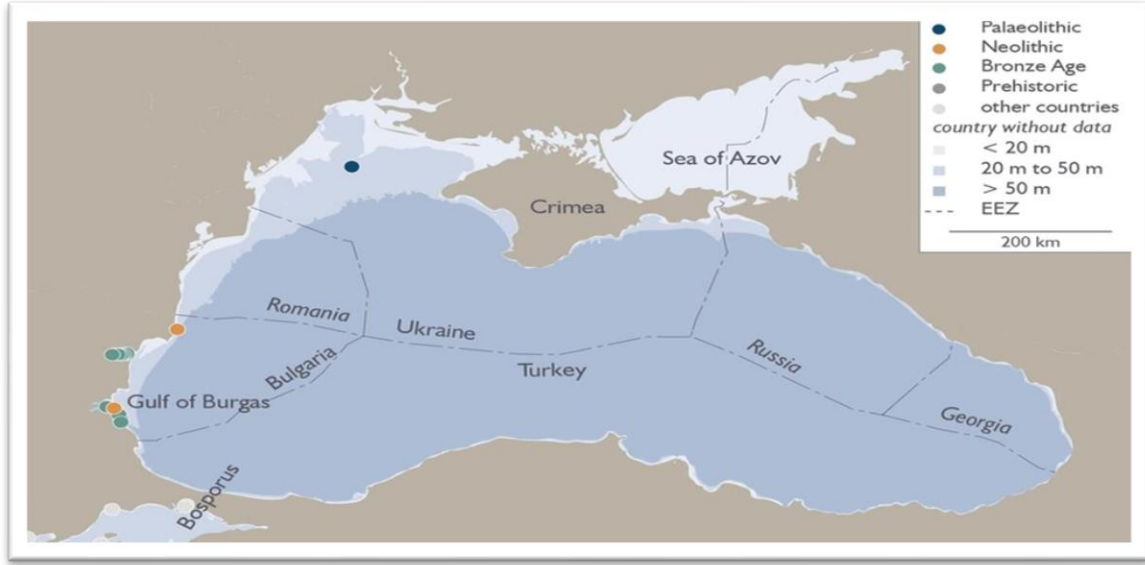 Palaeolithic
Neolithic
Bronze Age
Prehistoric
other countries
country without data
< 20 m
20 m to 50 m
> 50 m
EEZ
200 km
Sea of Azov
Crimea
Romania
Ukraine
Bulgaria
Turkey
Russia
Gulf of Burgas
Georgia
Bosporus